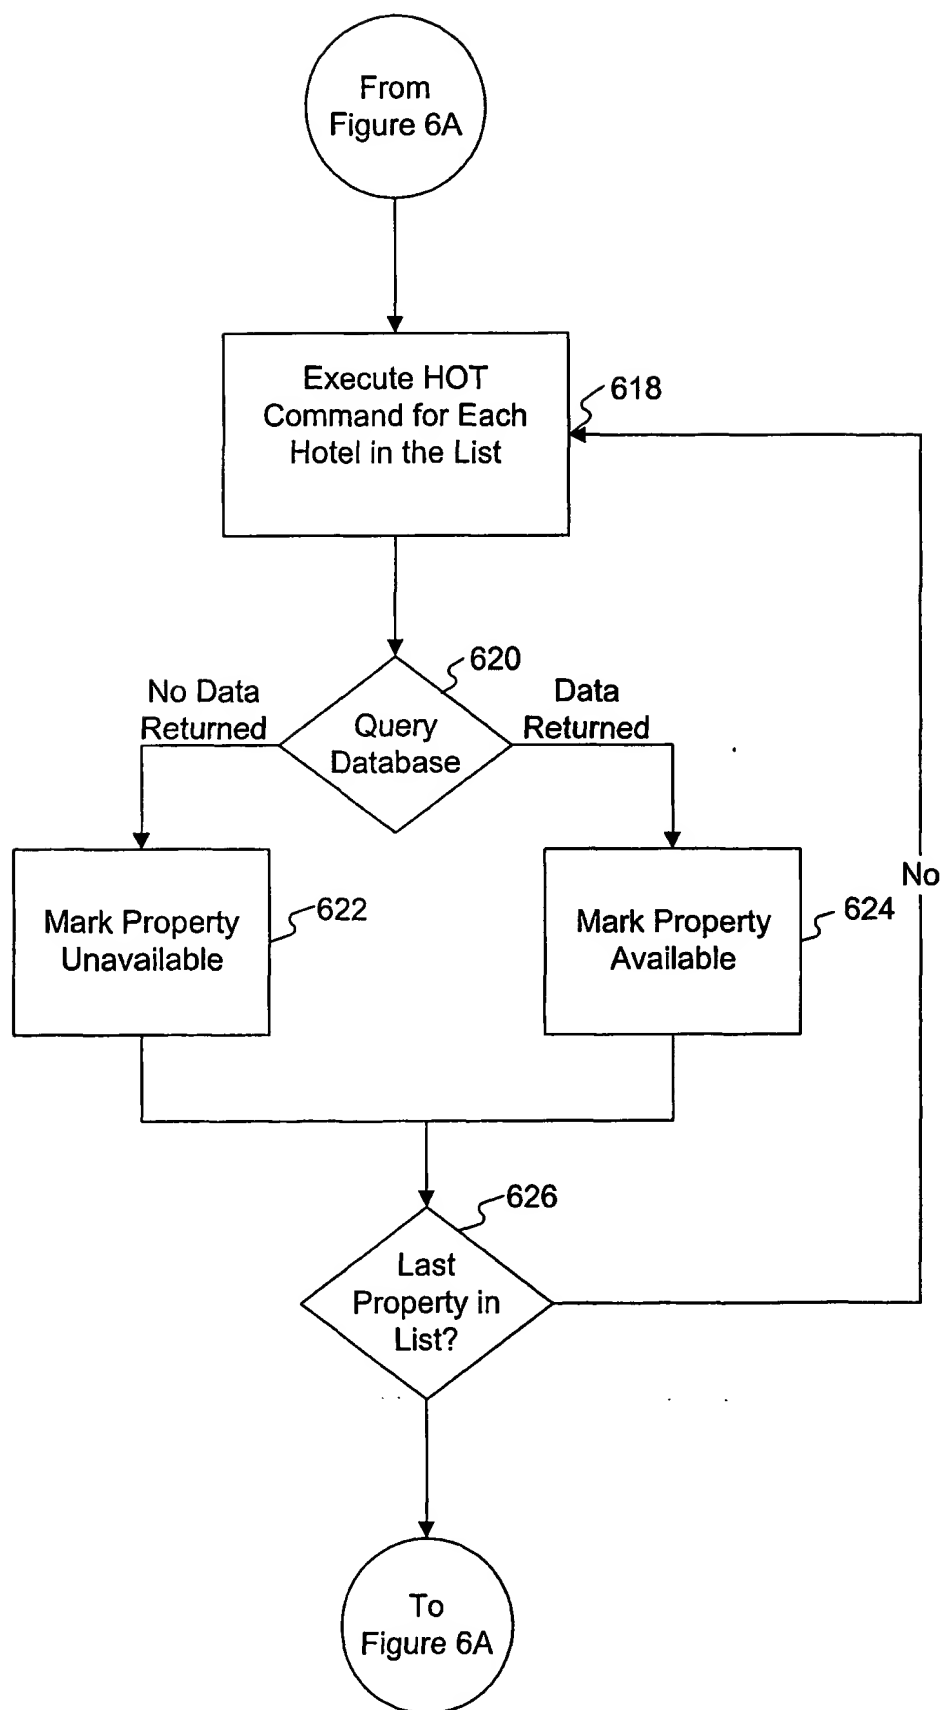 From
Figure 6A
Execute HOT
Command for Each
Hotel in the List
618
620
No Data
Returned
Data
Returned
Query
Database
No
Mark Property
Unavailable
622
Mark Property
Available
624
626
Last
Property in
List?
To
Figure 6A